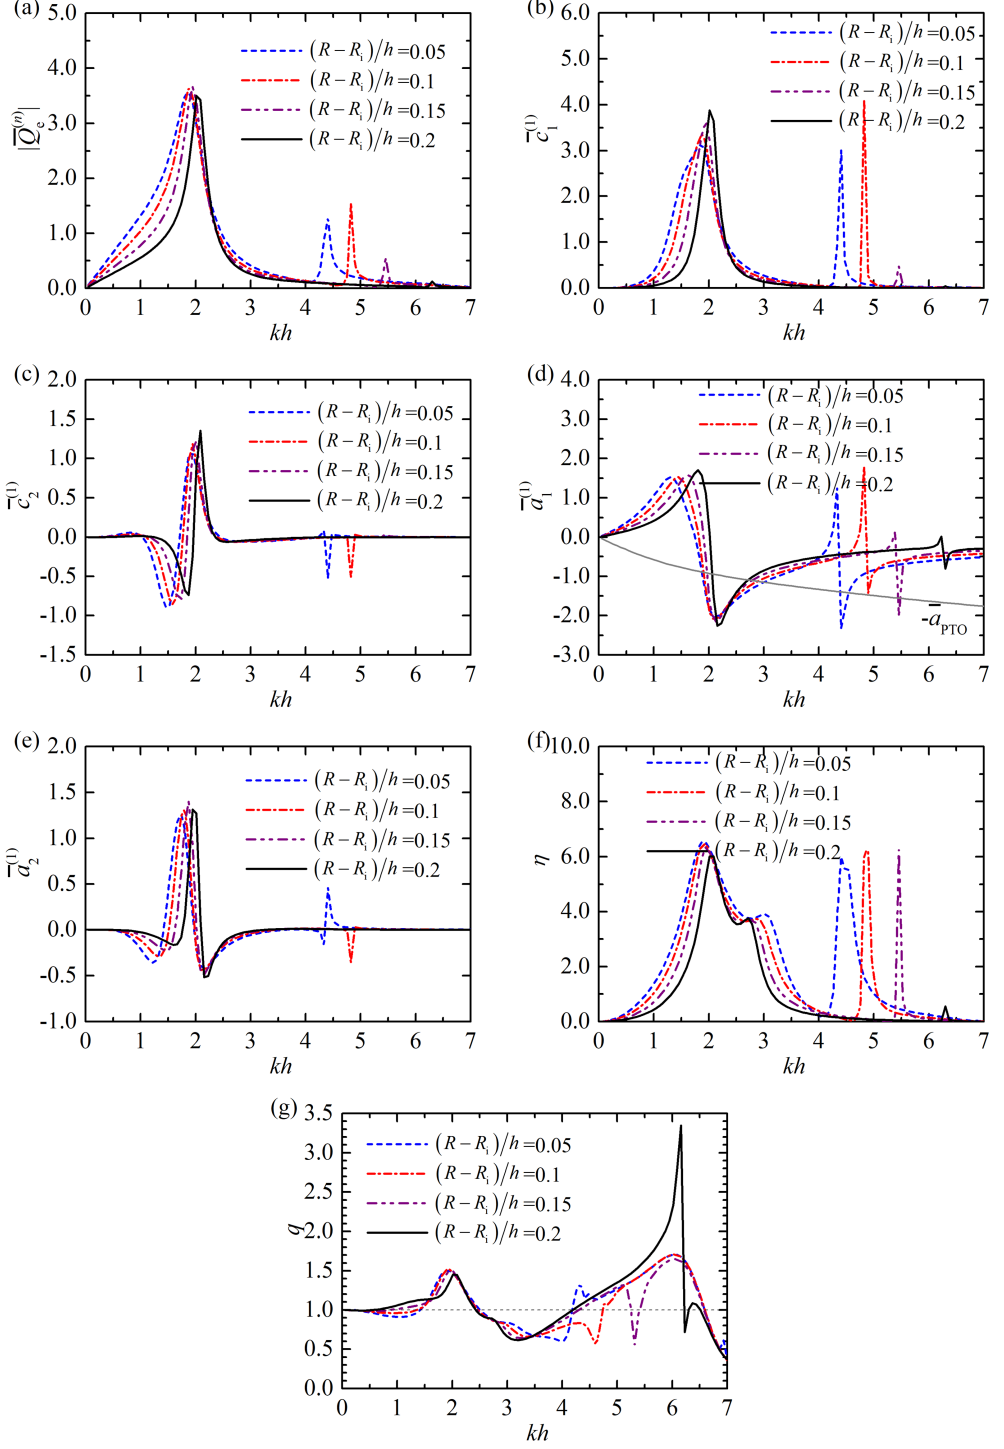 (a)
5.0
4.0
3.0
2.0
1.0
0.0
|Q̅ₑ⁽ⁿ⁾|
(R−Rᵢ)/h=0.05
(R−Rᵢ)/h=0.1
(R−Rᵢ)/h=0.15
(R−Rᵢ)/h=0.2
0 1 2 3 4 5 6 7
kh
(b)
6.0
5.0
4.0
3.0
2.0
1.0
0.0
c̅₁⁽¹⁾
(R−Rᵢ)/h=0.05
(R−Rᵢ)/h=0.1
(R−Rᵢ)/h=0.15
(R−Rᵢ)/h=0.2
0 1 2 3 4 5 6 7
kh
(c)
2.0
1.5
1.0
0.5
0.0
-0.5
-1.0
-1.5
c̅₂⁽¹⁾
(R−Rᵢ)/h=0.05
(R−Rᵢ)/h=0.1
(R−Rᵢ)/h=0.15
(R−Rᵢ)/h=0.2
0 1 2 3 4 5 6 7
kh
(d)
4.0
3.0
2.0
1.0
0.0
-1.0
-2.0
-3.0
a̅₁⁽¹⁾
(R−Rᵢ)/h=0.05
(R−Rᵢ)/h=0.1
(R−Rᵢ)/h=0.15
(R−Rᵢ)/h=0.2
-a̅PTO
0 1 2 3 4 5 6 7
kh
(e)
2.0
1.5
1.0
0.5
0.0
-0.5
-1.0
a̅₂⁽¹⁾
(R−Rᵢ)/h=0.05
(R−Rᵢ)/h=0.1
(R−Rᵢ)/h=0.15
(R−Rᵢ)/h=0.2
0 1 2 3 4 5 6 7
kh
(f)
10.0
8.0
6.0
4.0
2.0
0.0
η
(R−Rᵢ)/h=0.05
(R−Rᵢ)/h=0.1
(R−Rᵢ)/h=0.15
(R−Rᵢ)/h=0.2
0 1 2 3 4 5 6 7
kh
(g)
3.5
3.0
2.5
2.0
1.5
1.0
0.5
0.0
q
(R−Rᵢ)/h=0.05
(R−Rᵢ)/h=0.1
(R−Rᵢ)/h=0.15
(R−Rᵢ)/h=0.2
0 1 2 3 4 5 6 7
kh